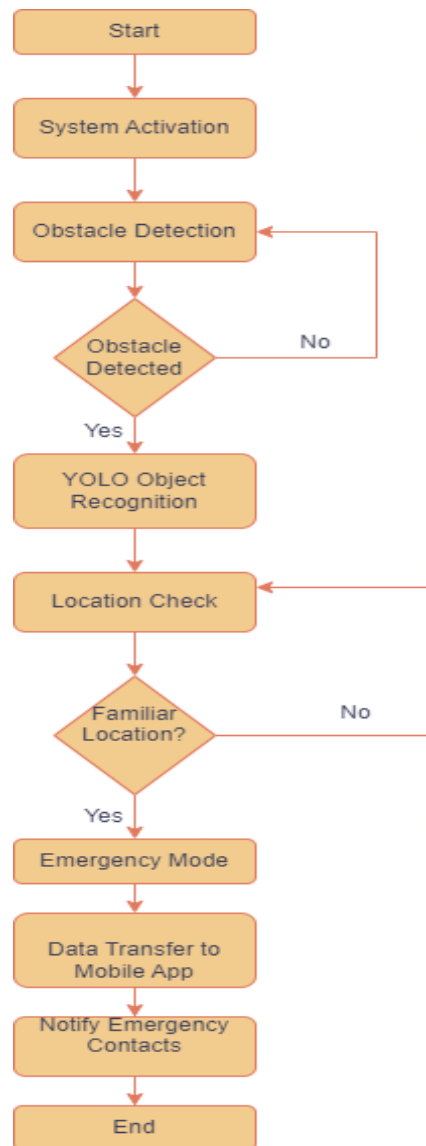 Start
System Activation
Obstacle Detection
Obstacle
Detected
No
Yes
YOLO Object
Recognition
Location Check
Familiar
Location?
No
Yes
Emergency Mode
Data Transfer to
Mobile App
Notify Emergency
Contacts
End